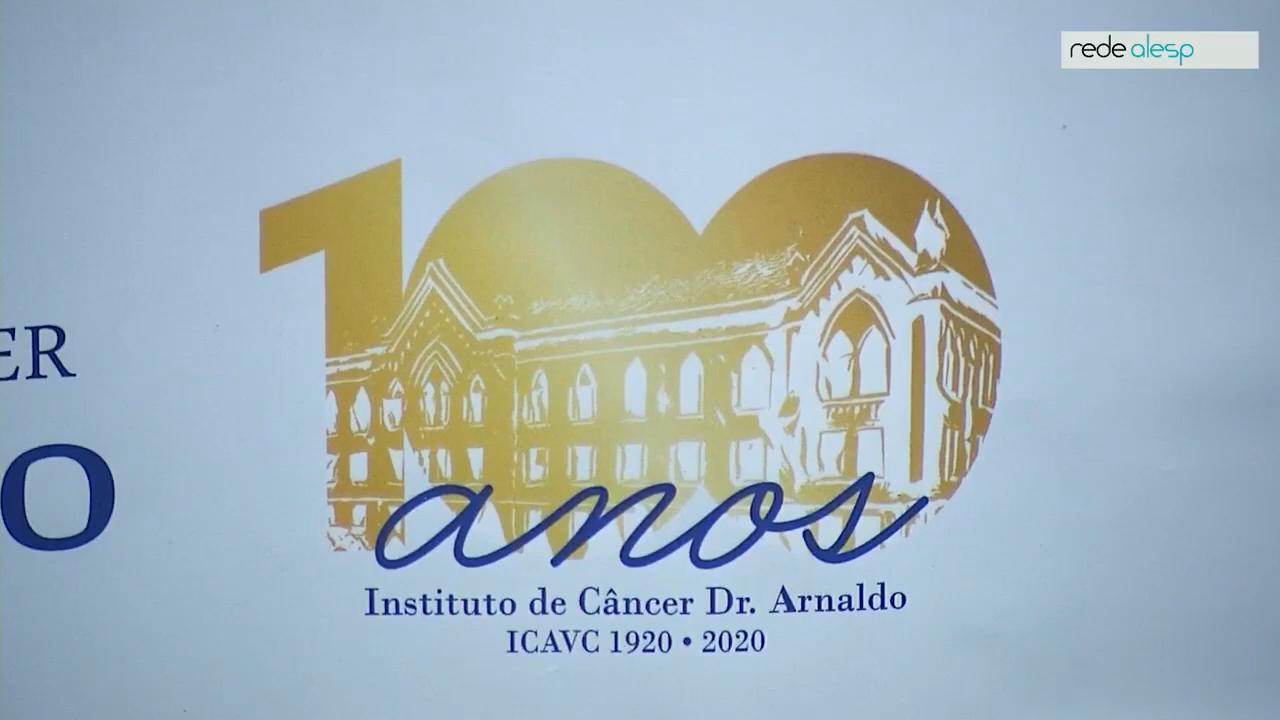 rede alesp
ER
O
100
anos
Instituto de Câncer Dr. Arnaldo
ICAVC 1920 • 2020